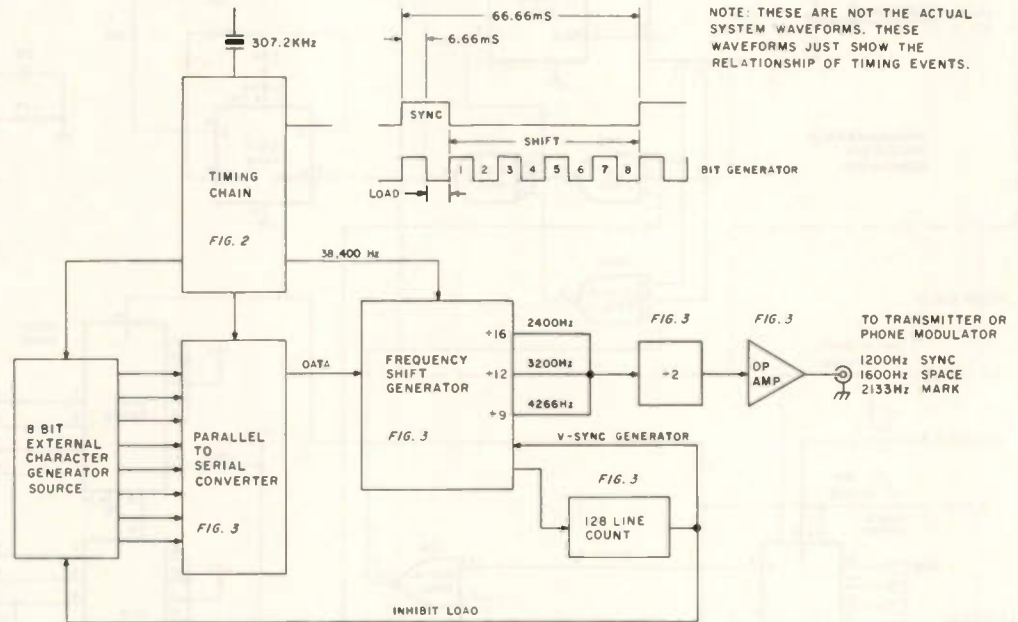 307.2KHz
66.66mS
6.66mS
NOTE: THESE ARE NOT THE ACTUAL
SYSTEM WAVEFORMS. THESE
WAVEFORMS JUST SHOW THE
RELATIONSHIP OF TIMING EVENTS.
SYNC
SHIFT
1 2 3 4 5 6 7 8
BIT GENERATOR
LOAD
TIMING
CHAIN
FIG. 2
38,400 Hz
8 BIT
EXTERNAL
CHARACTER
GENERATOR
SOURCE
PARALLEL
TO
SERIAL
CONVERTER
FIG. 3
DATA
FREQUENCY
SHIFT
GENERATOR
FIG. 3
÷16
÷12
÷9
2400Hz
3200Hz
4266Hz
FIG. 3
÷2
FIG. 3
OP
AMP
TO TRANSMITTER OR
PHONE MODULATOR
1200Hz SYNC
1600Hz SPACE
2133Hz MARK
V-SYNC GENERATOR
FIG. 3
128 LINE
COUNT
INHIBIT LOAD